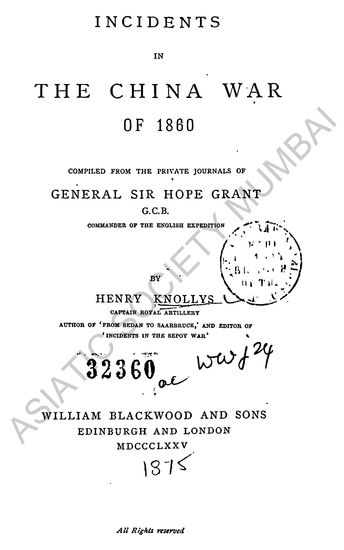 INCIDENTS
IN
THE CHINA WAR
OF 1860
COMPILED FROM THE PRIVATE JOURNALS OF
GENERAL SIR HOPE GRANT
G.C.B.
COMMANDER OF THE ENGLISH EXPEDITION
BY
HENRY KNOLLYS
CAPTAIN ROYAL ARTILLERY
AUTHOR OF 'FROM SEDAN TO SAARBRUCK,' AND EDITOR OF
'INCIDENTS IN THE SEPOY WAR'
32360
WILLIAM BLACKWOOD AND SONS
EDINBURGH AND LONDON
MDCCCLXXV
1875
All Rights reserved
ASIATIC SOCIETY MUMBAI